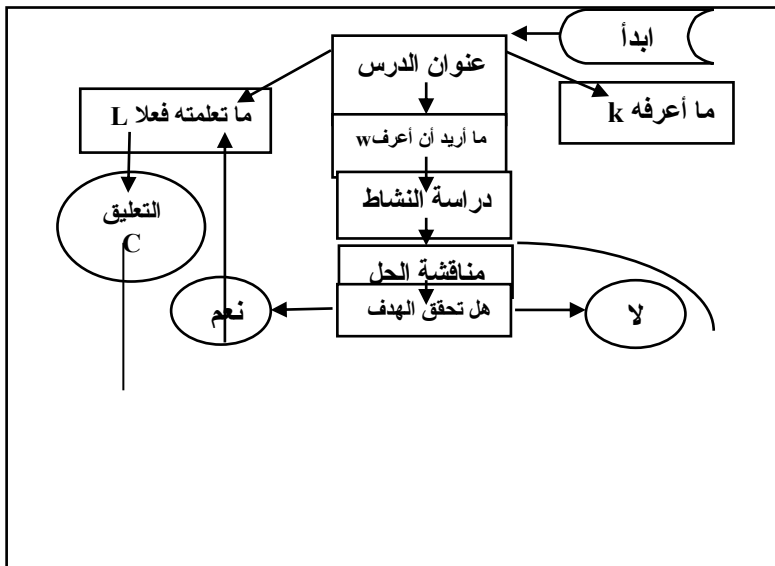 ابدأ
عنوان الدرس
ما أعرفه k
ما تعلمته فعلا L
ما أريد أن أعرفw
دراسة النشاط
التعليق
C
مناقشة الحل
هل تحقق الهدف
نعم
لا